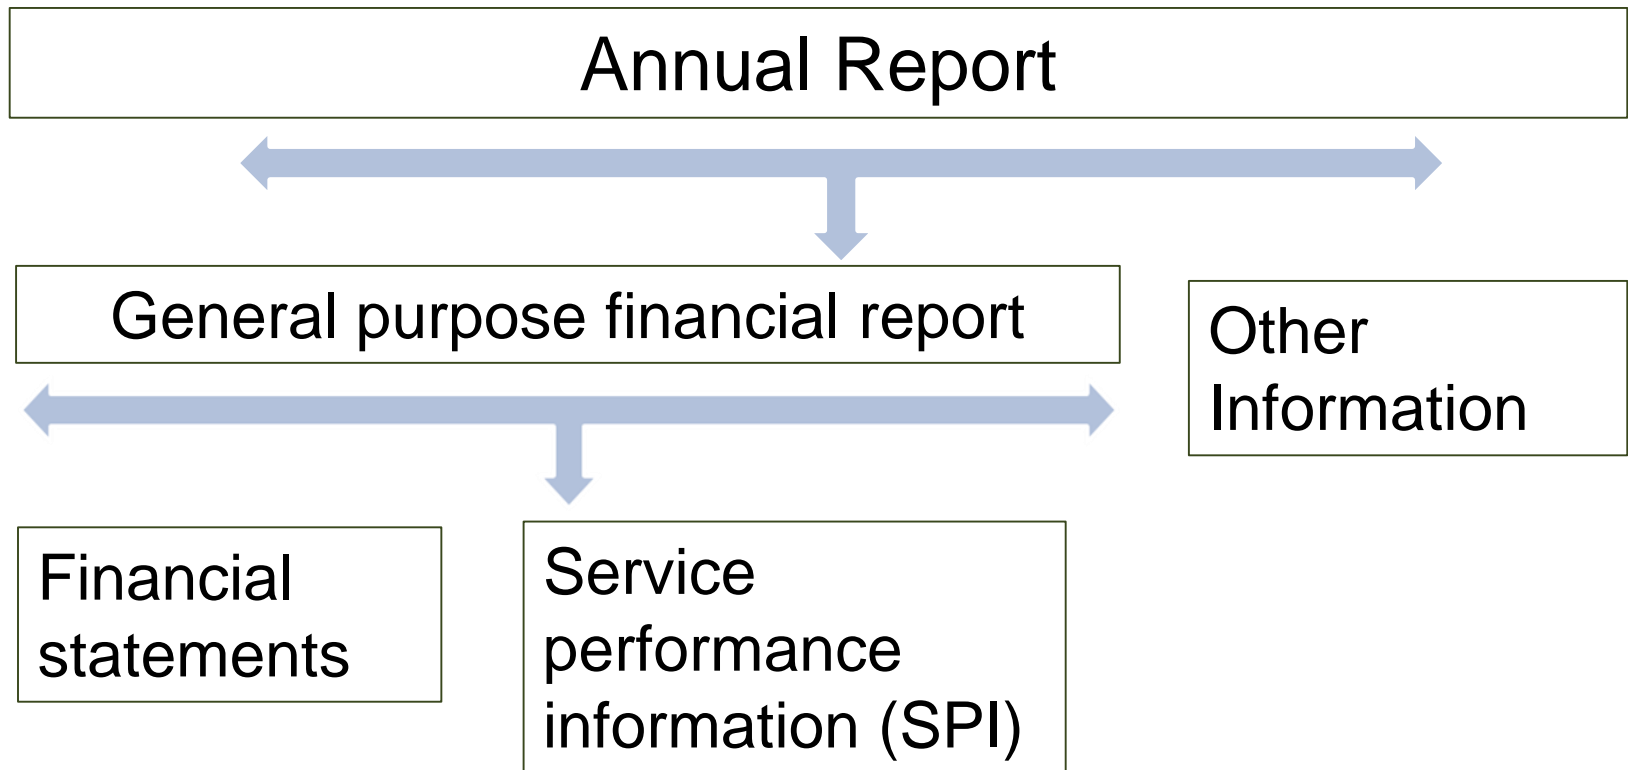 Annual Report
General purpose financial report
Other
Information
Financial
statements
Service
performance
information (SPI)